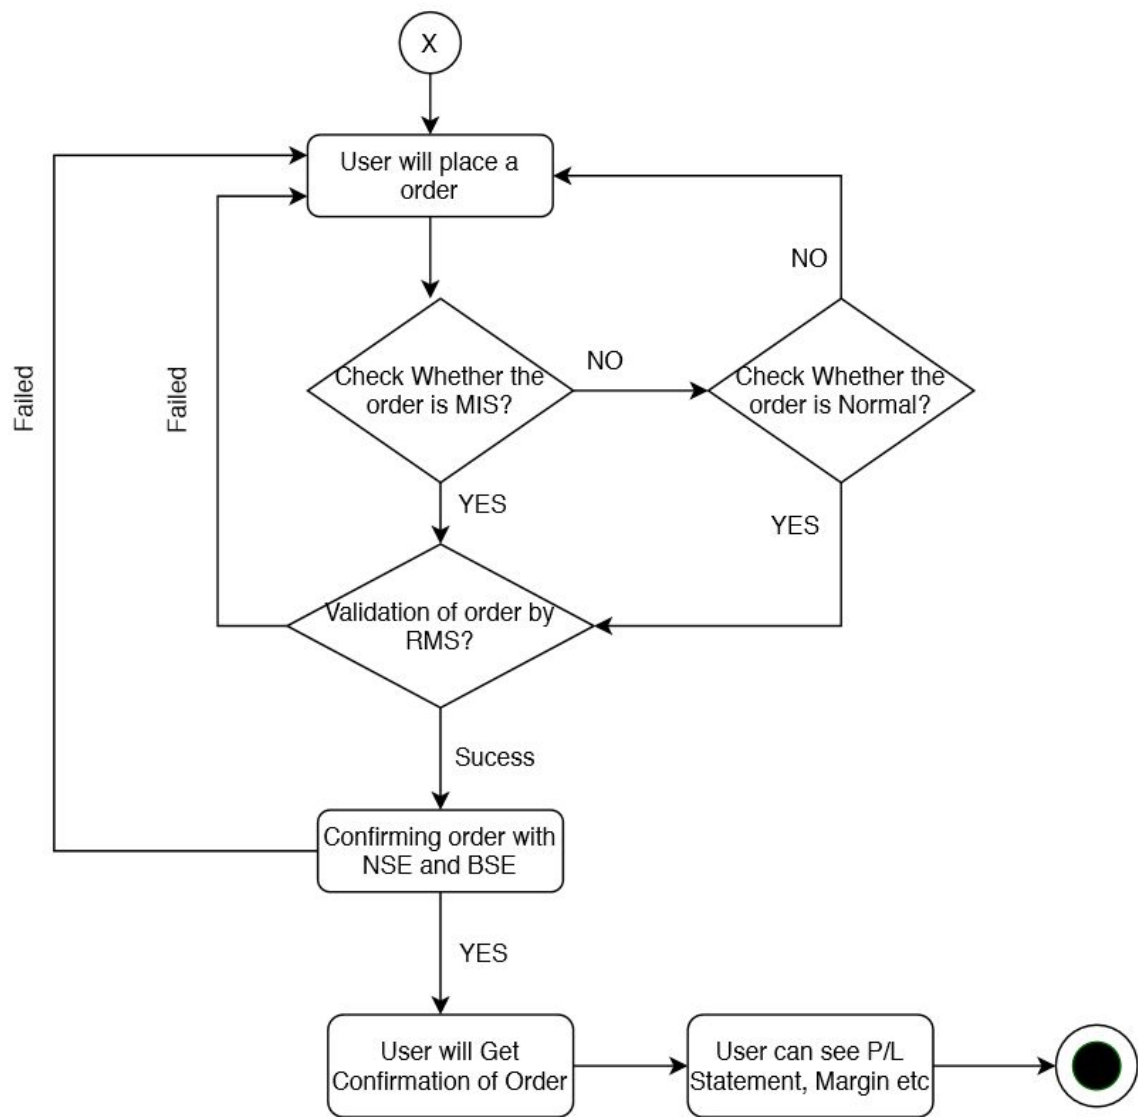 X
User will place a
order
NO
Check Whether the
order is MIS?
NO
Check Whether the
order is Normal?
Failed
Failed
YES
YES
Validation of order by
RMS?
Sucess
Confirming order with
NSE and BSE
YES
User will Get
Confirmation of Order
User can see P/L
Statement, Margin etc